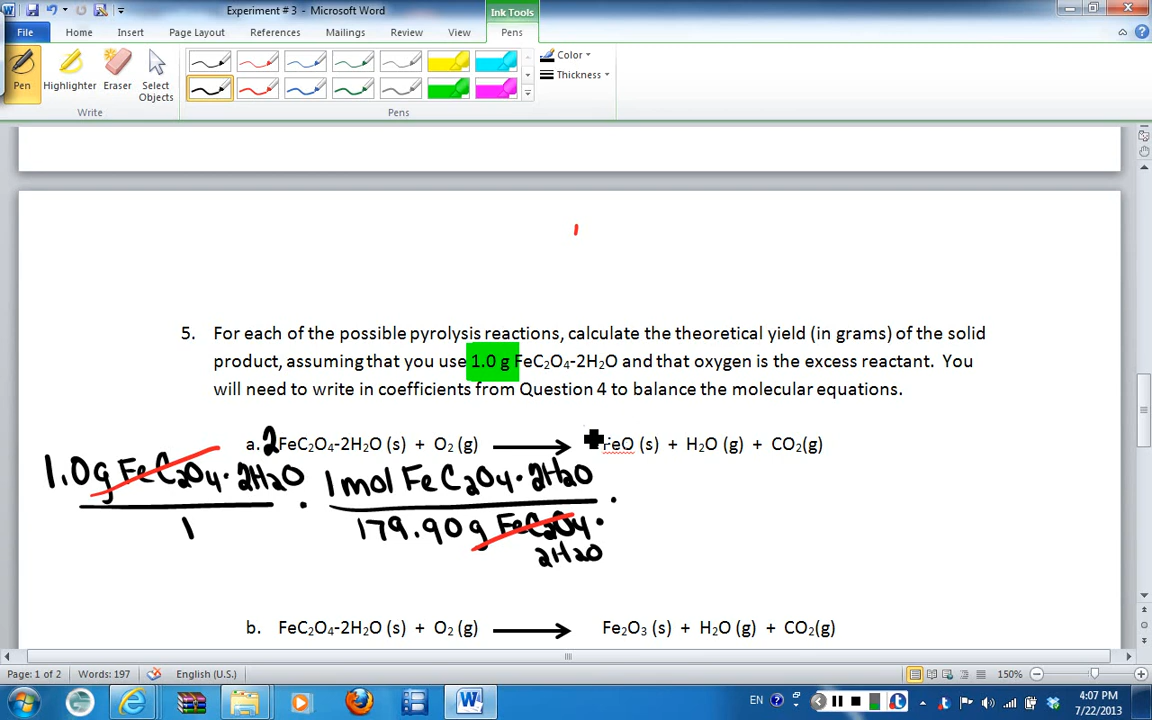 Experiment # 3 - Microsoft Word
Ink Tools
File Home Insert Page Layout References Mailings Review View Pens
Pen Highlighter Eraser Select Objects
Color
Thickness
Write Pens
5. For each of the possible pyrolysis reactions, calculate the theoretical yield (in grams) of the solid
product, assuming that you use 1.0 g FeC₂O₄-2H₂O and that oxygen is the excess reactant. You
will need to write in coefficients from Question 4 to balance the molecular equations.
a. 2 FeC₂O₄-2H₂O (s) + O₂ (g) FeO (s) + H₂O (g) + CO₂(g)
1.0g FeC₂O₄·2H₂O · 1mol FeC₂O₄·2H₂O ·
1 179.90g FeC₂O₄·
2H₂O
b. FeC₂O₄-2H₂O (s) + O₂ (g) Fe₂O₃ (s) + H₂O (g) + CO₂(g)
Page: 1 of 2 Words: 197 English (U.S.) 150%
EN 4:07 PM
7/22/2013